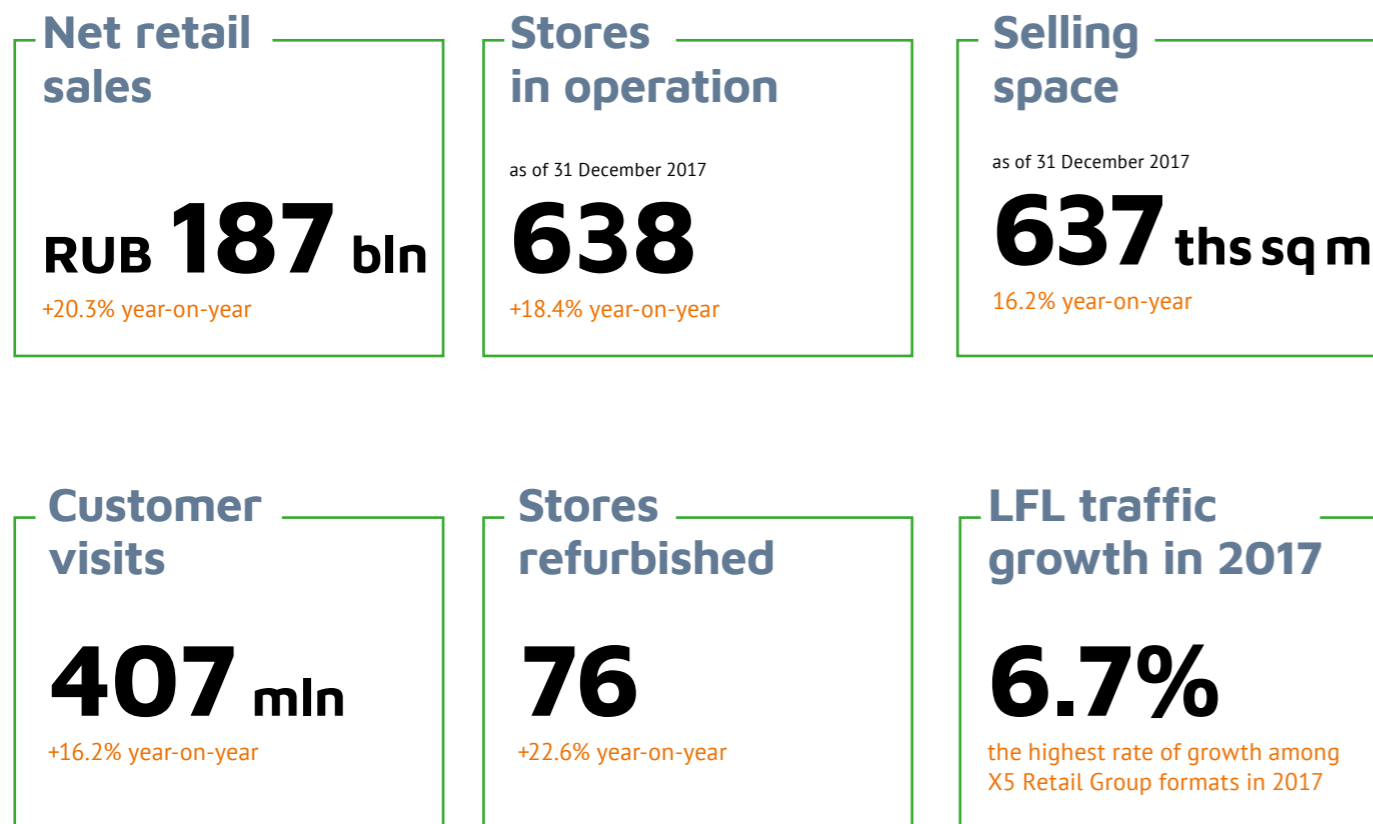 Net retail
sales
RUB 187 bln
+20.3% year-on-year
Stores
in operation
as of 31 December 2017
638
+18.4% year-on-year
Selling
space
as of 31 December 2017
637 ths sq m
16.2% year-on-year
Customer
visits
407 mln
+16.2% year-on-year
Stores
refurbished
76
+22.6% year-on-year
LFL traffic
growth in 2017
6.7%
the highest rate of growth among
X5 Retail Group formats in 2017